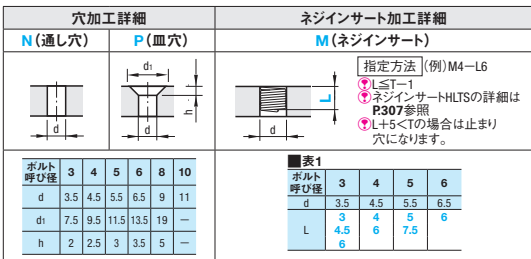 穴加工詳細
ネジインサート加工詳細
N(通し穴)
P(皿穴)
M(ネジインサート)
d
d1
h
d
L
d
指定方法 (例)M4－L6
L≦T－1
ネジインサートHLTSの詳細は
P.307参照
L＋5＜Tの場合は止まり
穴になります。
ボルト呼び径 3 4 5 6 8 10
d 3.5 4.5 5.5 6.5 9 11
d1 7.5 9.5 11.5 13.5 19 －
h 2 2.5 3 3.5 5 －
■表1
ボルト呼び径 3 4 5 6
d 3.5 4.5 5.5 6.5
L 3 4 5 6
4.5 6 7.5
6